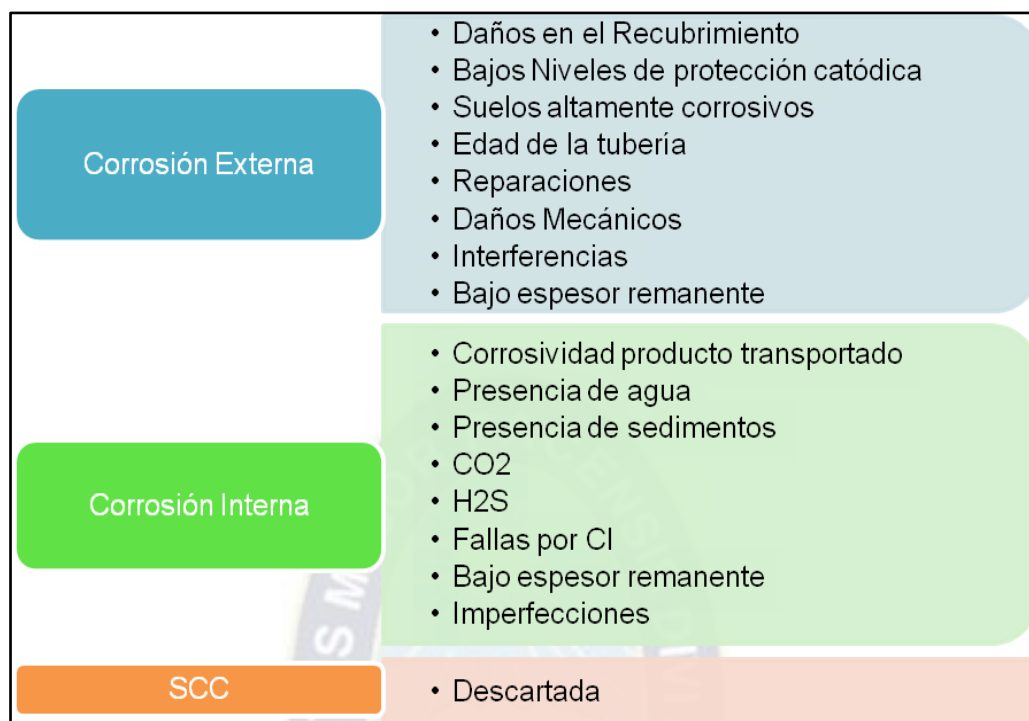 Corrosión Externa
• Daños en el Recubrimiento
• Bajos Niveles de protección catódica
• Suelos altamente corrosivos
• Edad de la tubería
• Reparaciones
• Daños Mecánicos
• Interferencias
• Bajo espesor remanente
Corrosión Interna
• Corrosividad producto transportado
• Presencia de agua
• Presencia de sedimentos
• CO2
• H2S
• Fallas por CI
• Bajo espesor remanente
• Imperfecciones
SCC
• Descartada